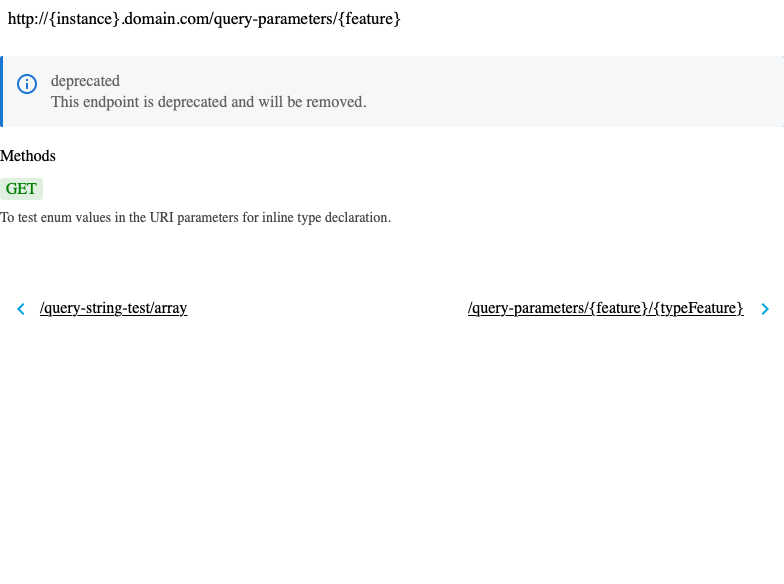 http://{instance}.domain.com/query-parameters/{feature}
deprecated
This endpoint is deprecated and will be removed.
Methods
GET
To test enum values in the URI parameters for inline type declaration.
/query-string-test/array
/query-parameters/{feature}/{typeFeature}